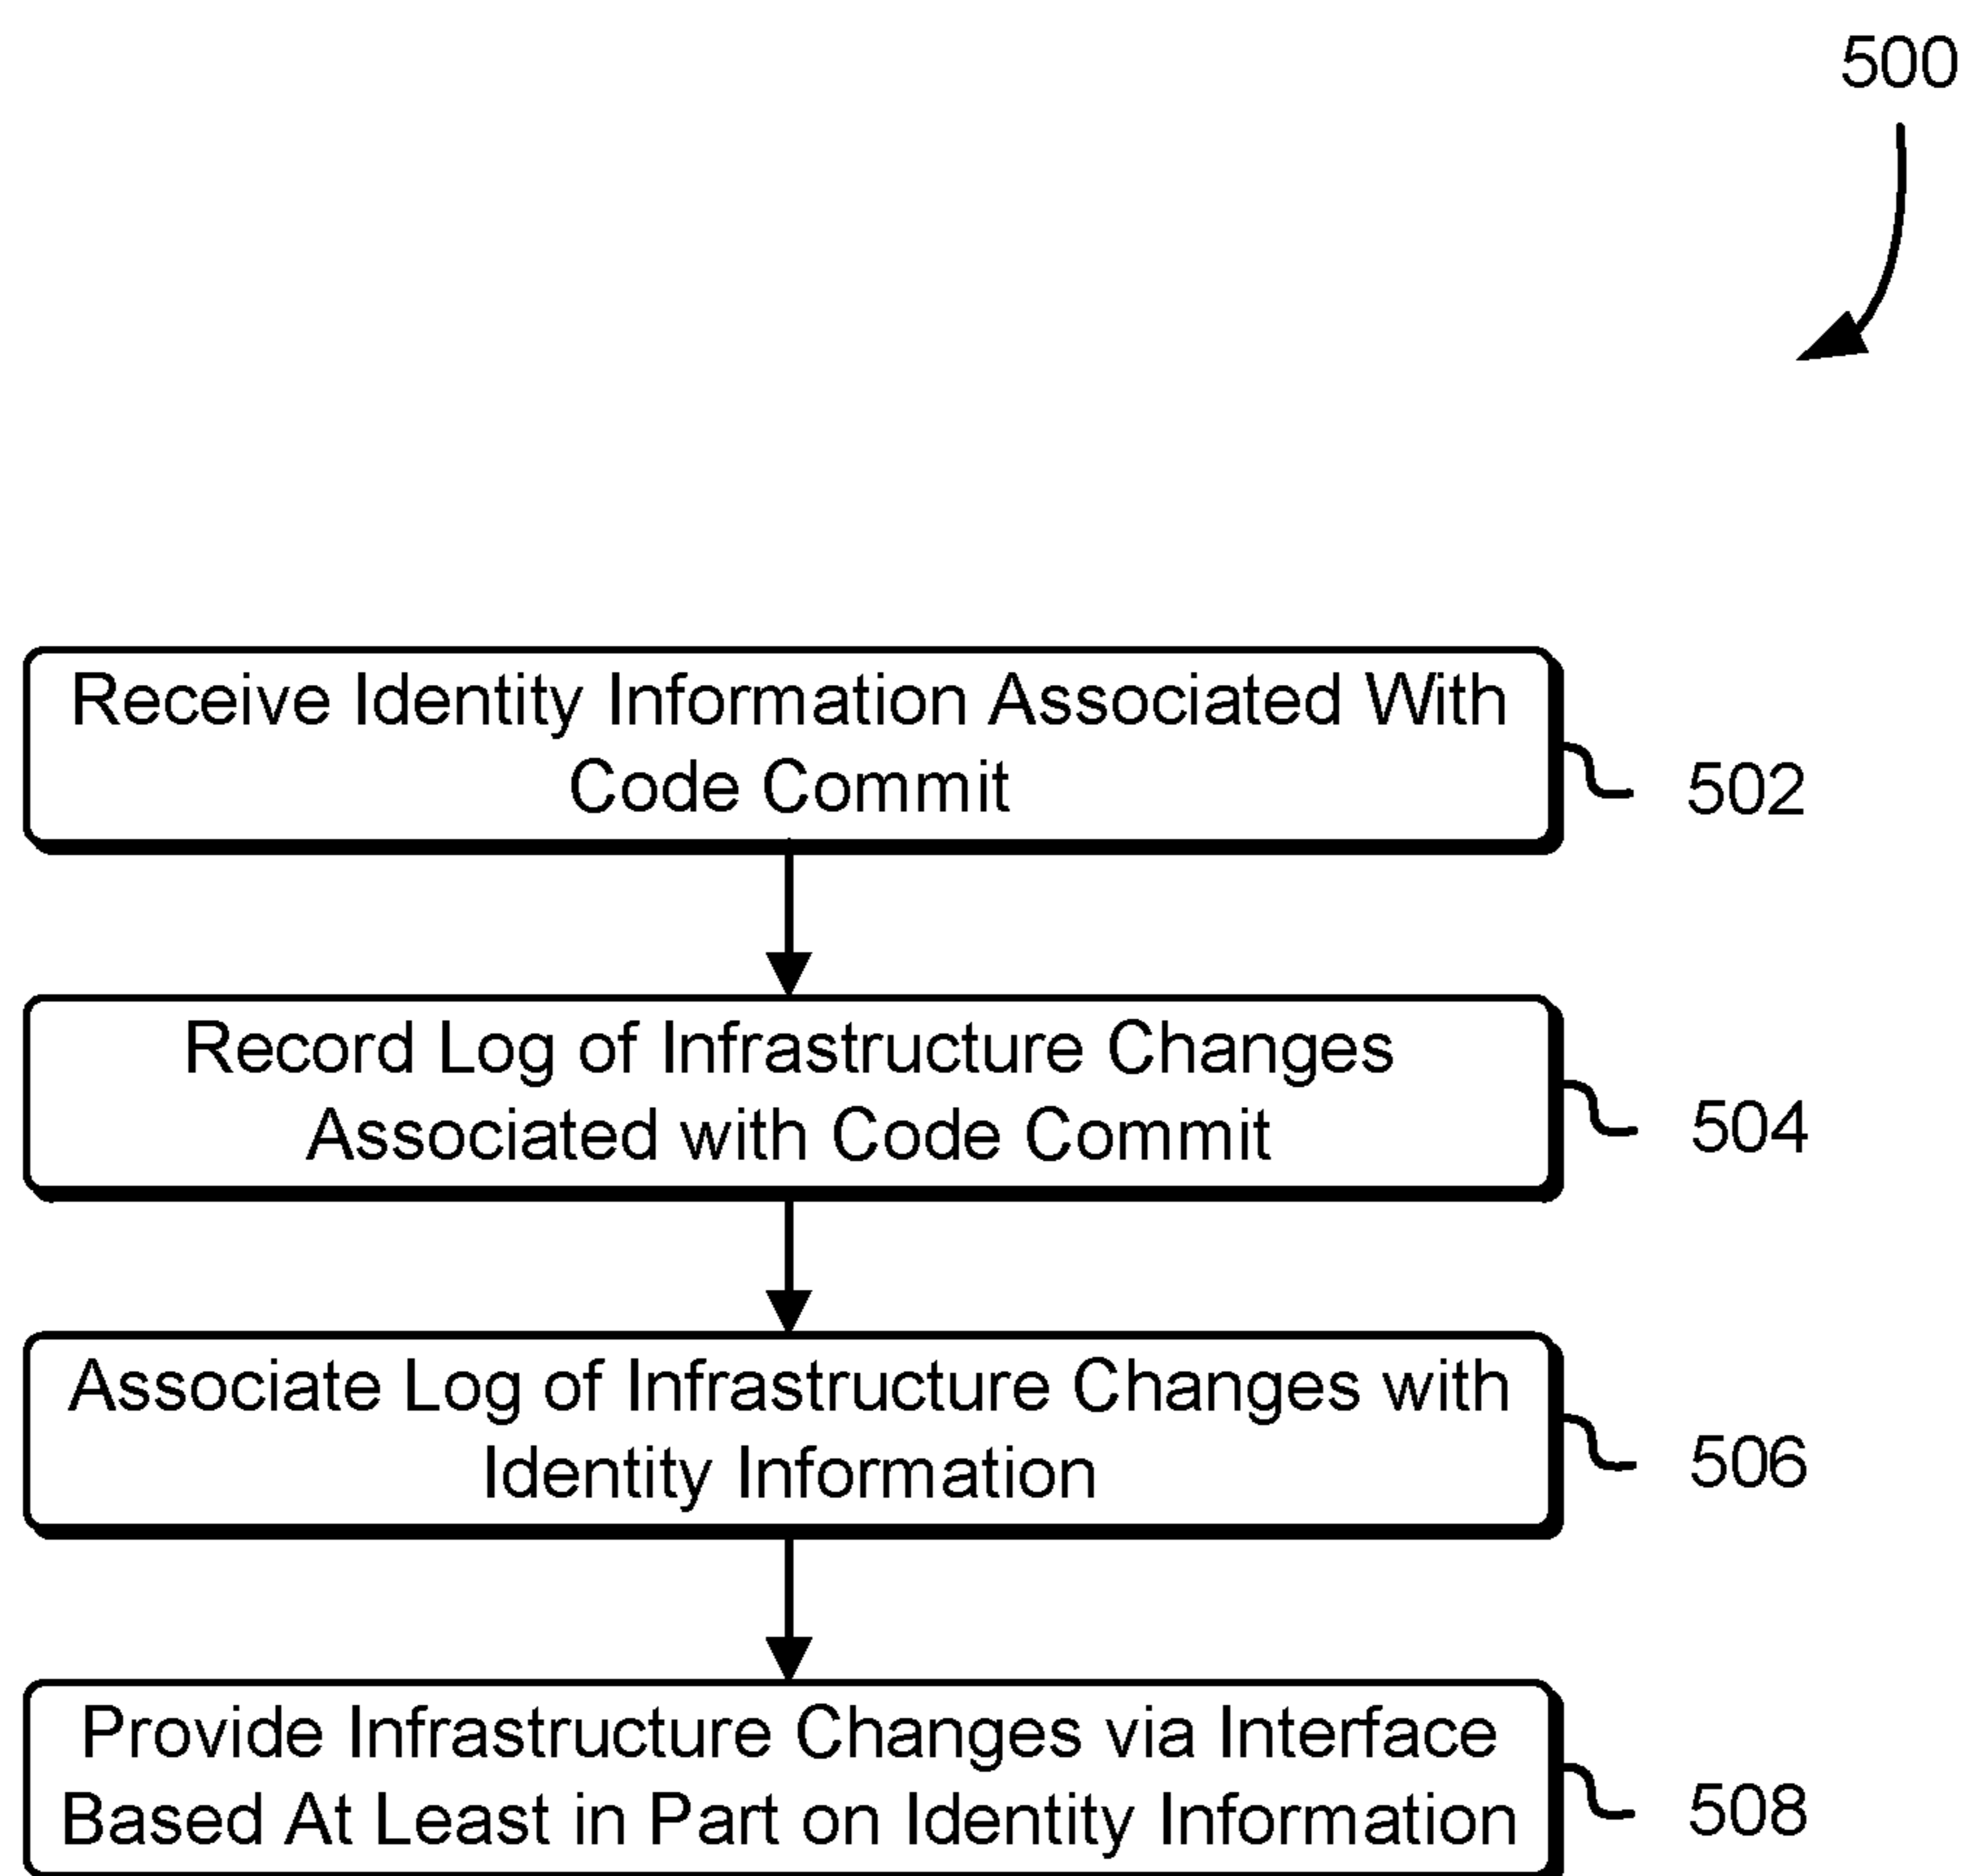 500
Receive Identity Information Associated With
Code Commit
502
Record Log of Infrastructure Changes
Associated with Code Commit
504
Associate Log of Infrastructure Changes with
Identity Information
506
Provide Infrastructure Changes via Interface
Based At Least in Part on Identity Information
508